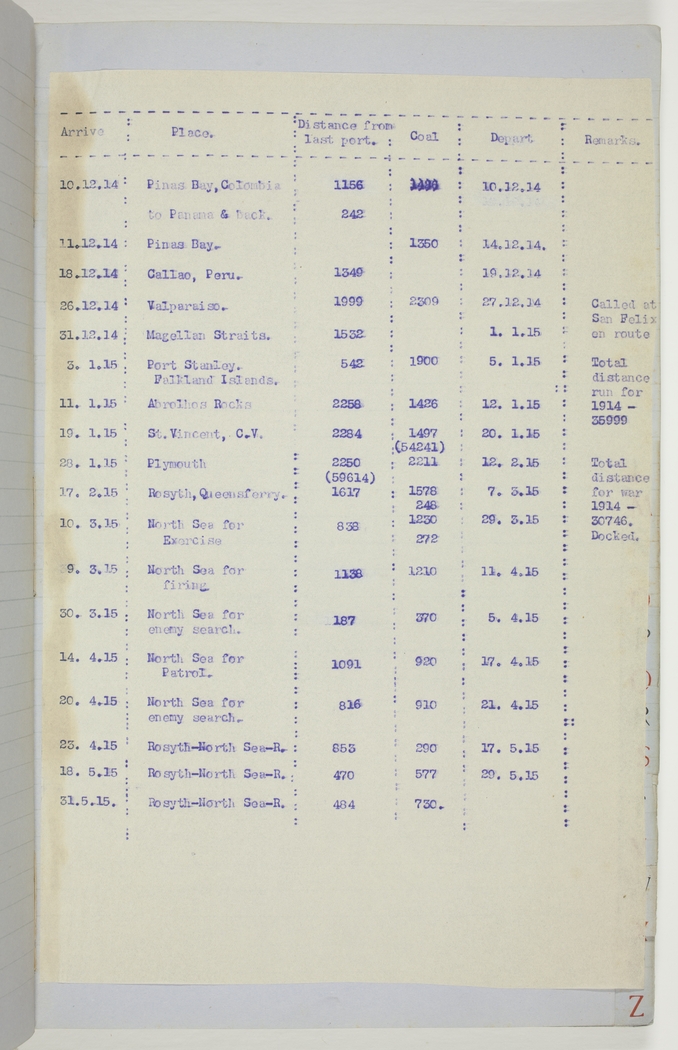 Arrive Place. Distance from last port. Coal Depart Remarks.
10.12.14 Pinas Bay, Colombia 1156 10.12.14
to Panama & back. 242
11.12.14 Pinas Bay. 1350 14.12.14.
18.12.14 Callao, Peru. 1349 19.12.14
26.12.14 Valparaiso. 1999 2309 27.12.14 Called at
San Felix
31.12.14 Magellan Straits. 1532 1. 1.15 en route
3. 1.15 Port Stanley. 542 1900 5. 1.15 Total
Falkland Islands. distance
run for
11. 1.15 Abrolhos Rocks 2258 1426 12. 1.15 1914 -
35999
19. 1.15 St.Vincent, C.V. 2284 1497 20. 1.15
(54241)
28. 1.15 Plymouth 2250 2211 12. 2.15 Total
(59614) distance
17. 2.15 Rosyth, Queensferry. 1617 1578 7. 3.15 for war
248 1914 -
10. 3.15 North Sea for 838 1230 29. 3.15 30746.
Exercise 272 Docked.
9. 3.15 North Sea for 1138 1210 11. 4.15
firing.
30. 3.15 North Sea for 187 370 5. 4.15
enemy search.
14. 4.15 North Sea for 1091 920 17. 4.15
Patrol.
20. 4.15 North Sea for 816 910 21. 4.15
enemy search.
23. 4.15 Rosyth-North Sea-R. 853 290 17. 5.15
18. 5.15 Rosyth-North Sea-R. 470 577 29. 5.15
31.5.15. Rosyth-North Sea-R. 484 730.
Z